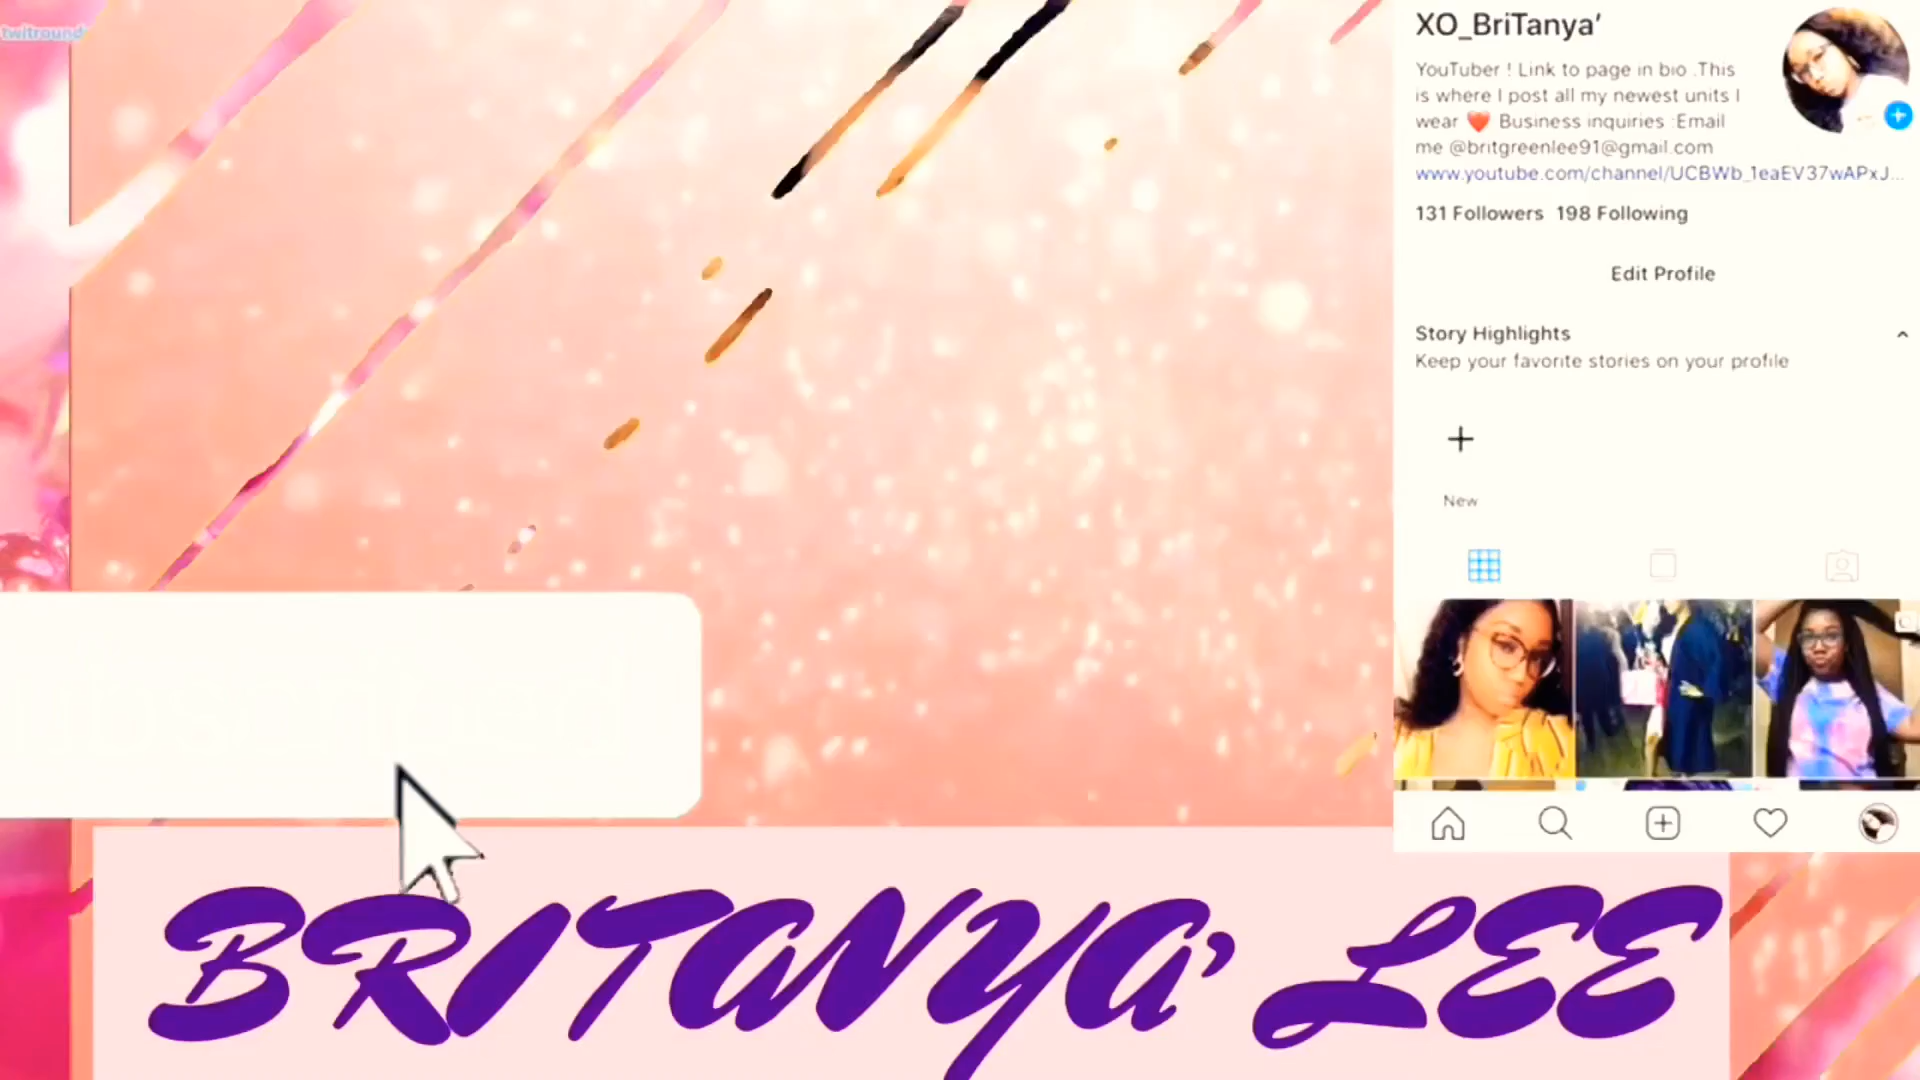 twitround
XO_BriTanya’
YouTuber ! Link to page in bio .This
is where I post all my newest units I
wear ❤️ Business inquiries :Email
me @britgreenlee91@gmail.com
www.youtube.com/channel/UCBWb_1eaEV37wAPxJ...
131 Followers 198 Following
Edit Profile
Story Highlights
Keep your favorite stories on your profile
New
BRITANYA’ LEE